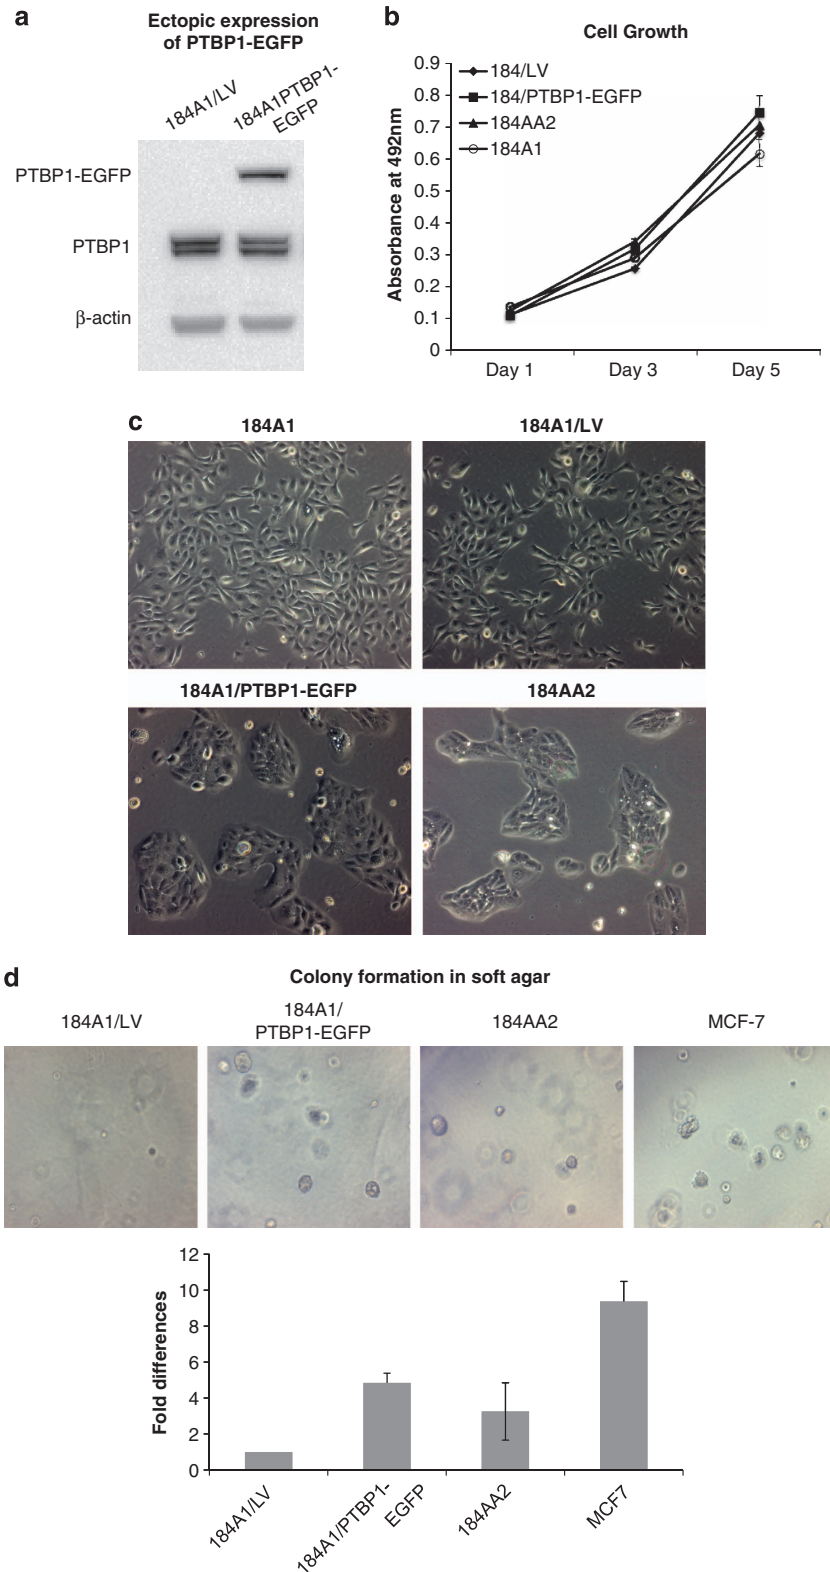 a
Ectopic expression
of PTBP1-EGFP
184A1/LV
184A1PTBP1-
EGFP
PTBP1-EGFP
PTBP1
β-actin
b
Cell Growth
184/LV
184/PTBP1-EGFP
184AA2
184A1
Absorbance at 492nm
0.9
0.8
0.7
0.6
0.5
0.4
0.3
0.2
0.1
0
Day 1 Day 3 Day 5
c
184A1 184A1/LV
184A1/PTBP1-EGFP 184AA2
d
Colony formation in soft agar
184A1/LV
184A1/
PTBP1-EGFP
184AA2
MCF-7
Fold differences
12
10
8
6
4
2
0
184A1/LV
184A1/PTBP1-
EGFP
184AA2
MCF7